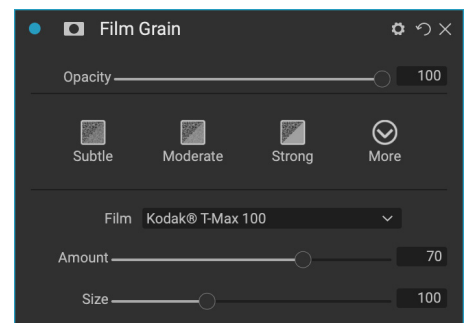 Film Grain
Opacity 100
Subtle Moderate Strong More
Film Kodak® T-Max 100
Amount 70
Size 100